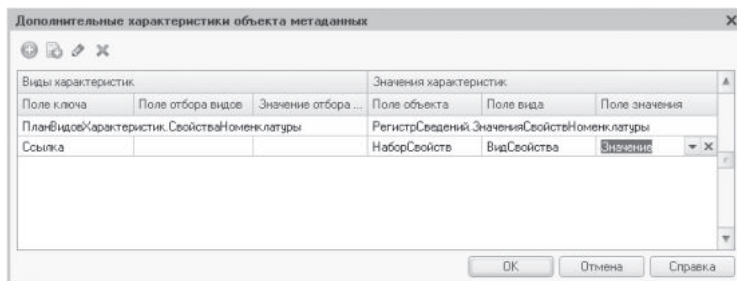 Дополнительные характеристики объекта метаданных
Виды характеристик Значения характеристик
Поле ключа Поле отбора видов Значение отбора ... Поле объекта Поле вида Поле значения
ПланВидовХарактеристик.СвойстваНоменклатуры РегистрСведений.ЗначенияСвойствНоменклатуры
Ссылка НаборСвойств ВидСвойства Значение
ОК Отмена Справка